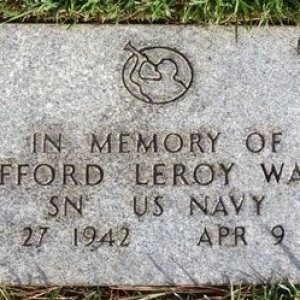 IN MEMORY OF
FFORD LEROY WA
SN US NAVY
27 1942 APR 9